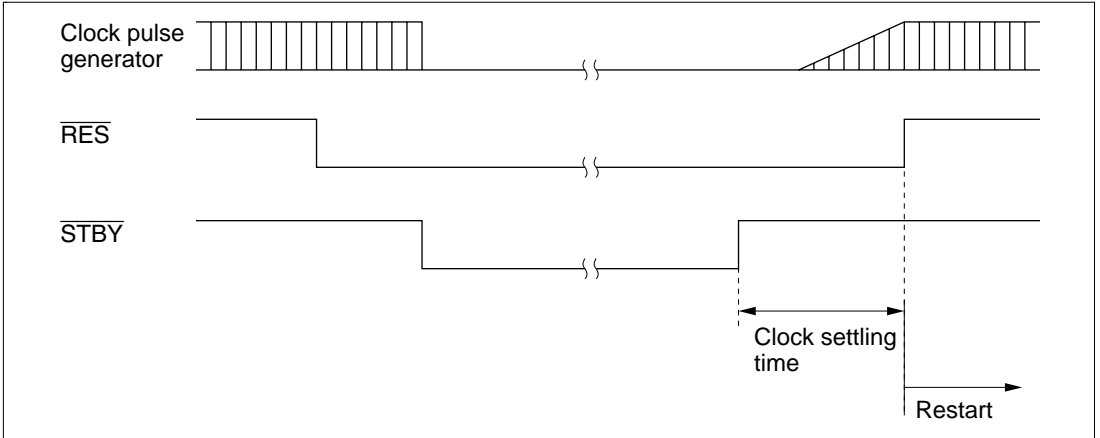 Clock pulse
generator
RES
STBY
Clock settling
time
Restart